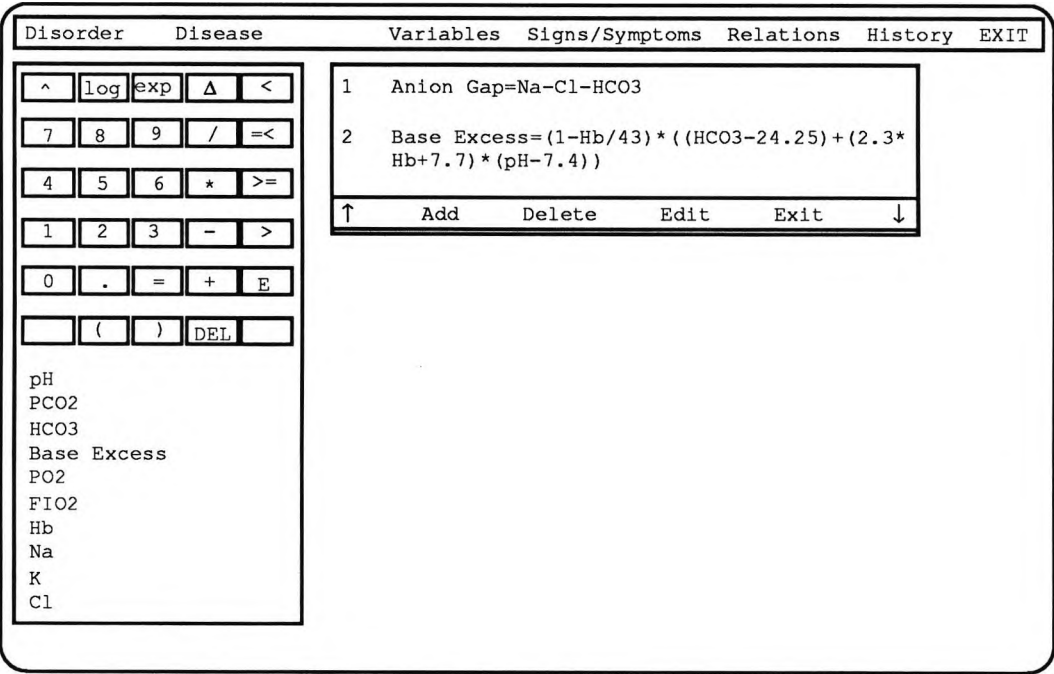 Disorder Disease Variables Signs/Symptoms Relations History EXIT
^ log exp Δ <
7 8 9 / =<
4 5 6 * >=
1 2 3 - >
0 . = + E
( ) DEL
pH
PCO2
HCO3
Base Excess
PO2
FIO2
Hb
Na
K
Cl
1 Anion Gap=Na-Cl-HCO3
2 Base Excess=(1-Hb/43)*((HCO3-24.25)+(2.3*
Hb+7.7)*(pH-7.4))
↑ Add Delete Edit Exit ↓